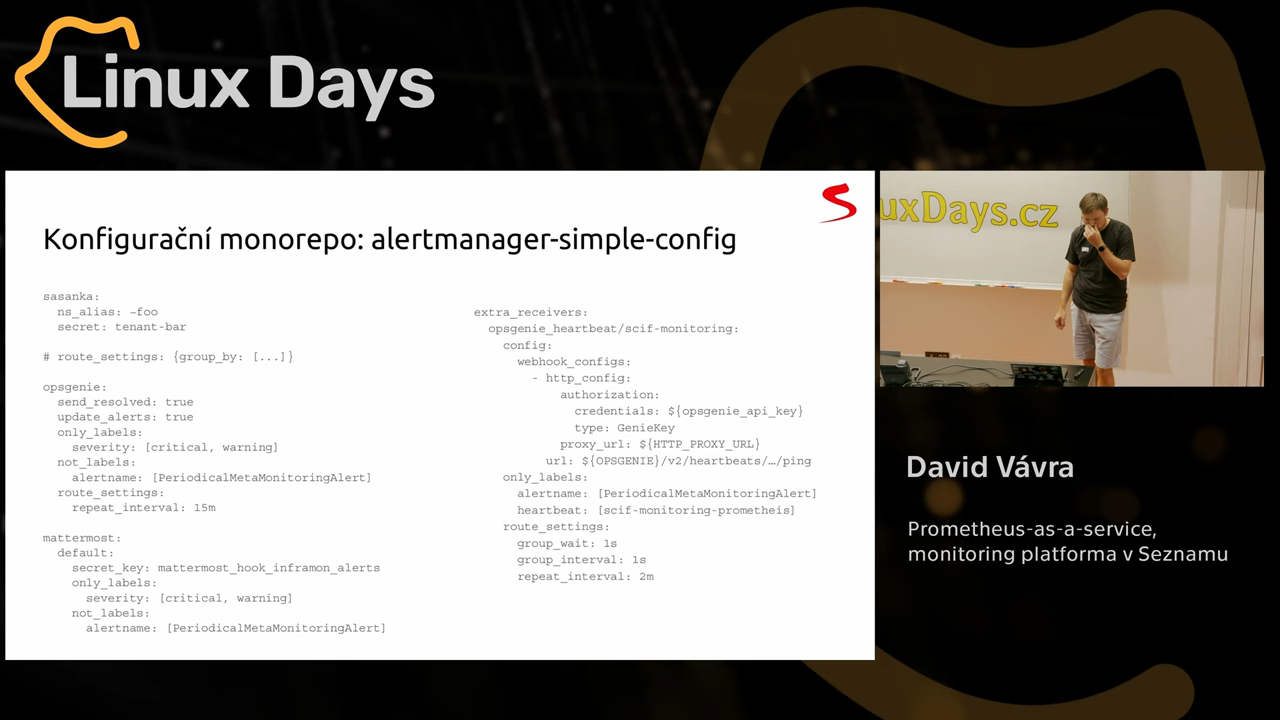 Linux Days
Konfigurační monorepo: alertmanager-simple-config
sasanka:
  ns_alias: ~foo
  secret: tenant-bar
# route_settings: {group_by: [...]}
opsgenie:
  send_resolved: true
  update_alerts: true
  only_labels:
    severity: [critical, warning]
  not_labels:
    alertname: [PeriodicalMetaMonitoringAlert]
  route_settings:
    repeat_interval: 15m
mattermost:
  default:
    secret_key: mattermost_hook_inframon_alerts
    only_labels:
      severity: [critical, warning]
    not_labels:
      alertname: [PeriodicalMetaMonitoringAlert]
extra_receivers:
  opsgenie_heartbeat/scif-monitoring:
    config:
      webhook_configs:
        - http_config:
            authorization:
              credentials: ${opsgenie_api_key}
              type: GenieKey
            proxy_url: ${HTTP_PROXY_URL}
          url: ${OPSGENIE}/v2/heartbeats/…/ping
    only_labels:
      alertname: [PeriodicalMetaMonitoringAlert]
      heartbeat: [scif-monitoring-prometheis]
    route_settings:
      group_wait: 1s
      group_interval: 1s
      repeat_interval: 2m
uxDays.cz
David Vávra
Prometheus-as-a-service,
monitoring platforma v Seznamu